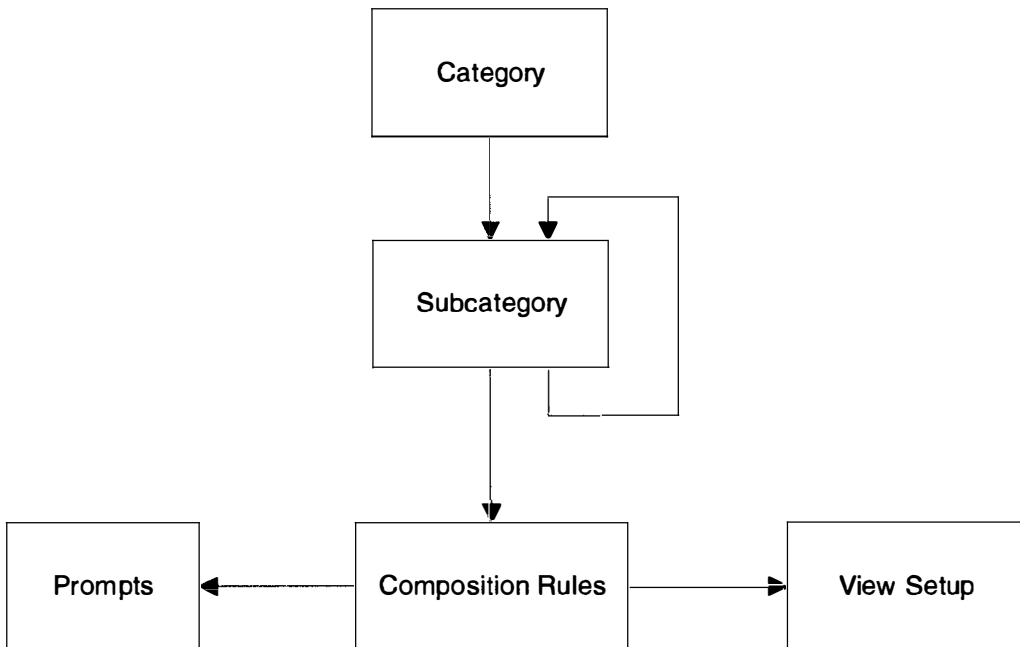 Category
Subcategory
Prompts
Composition Rules
View Setup